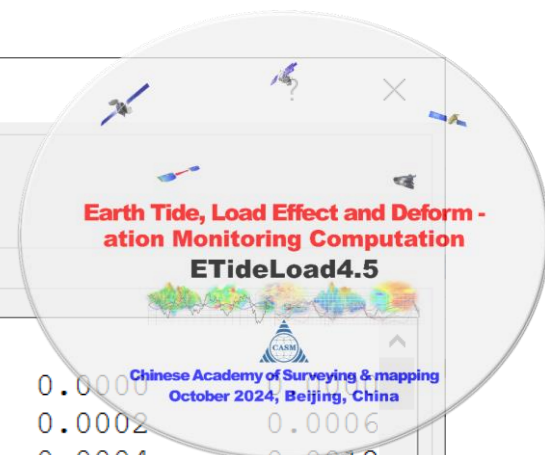 ?
Earth Tide, Load Effect and Deform -
ation Monitoring Computation
ETideLoad4.5
CASM
Chinese Academy of Surveying & mapping
October 2024, Beijing, China
0.0000
0.0002 0.0006